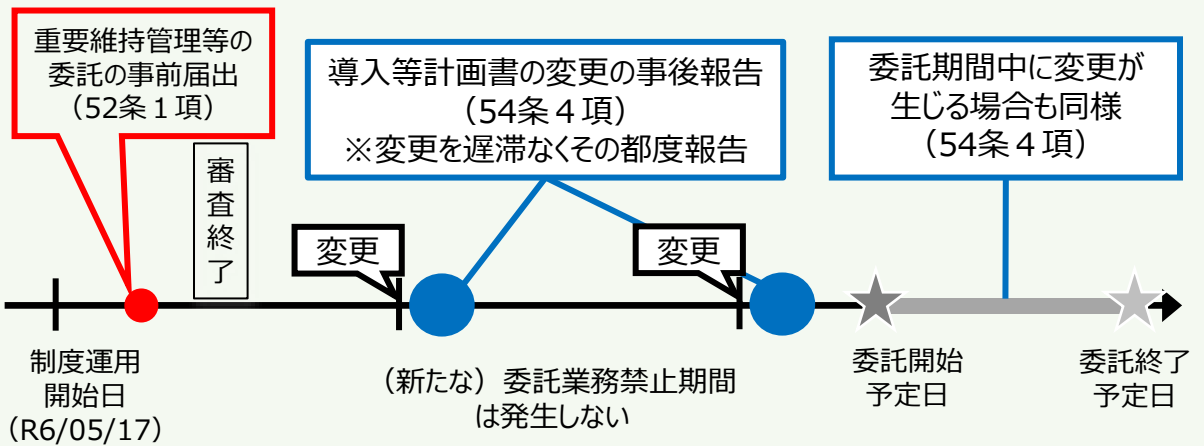 重要維持管理等の
委託の事前届出
（52条１項）
導入等計画書の変更の事後報告
（54条４項）
※変更を遅滞なくその都度報告
委託期間中に変更が
生じる場合も同様
（54条４項）
審査終了
変更
変更
制度運用
開始日
（R6/05/17）
（新たな）委託業務禁止期間
は発生しない
委託開始
予定日
委託終了
予定日